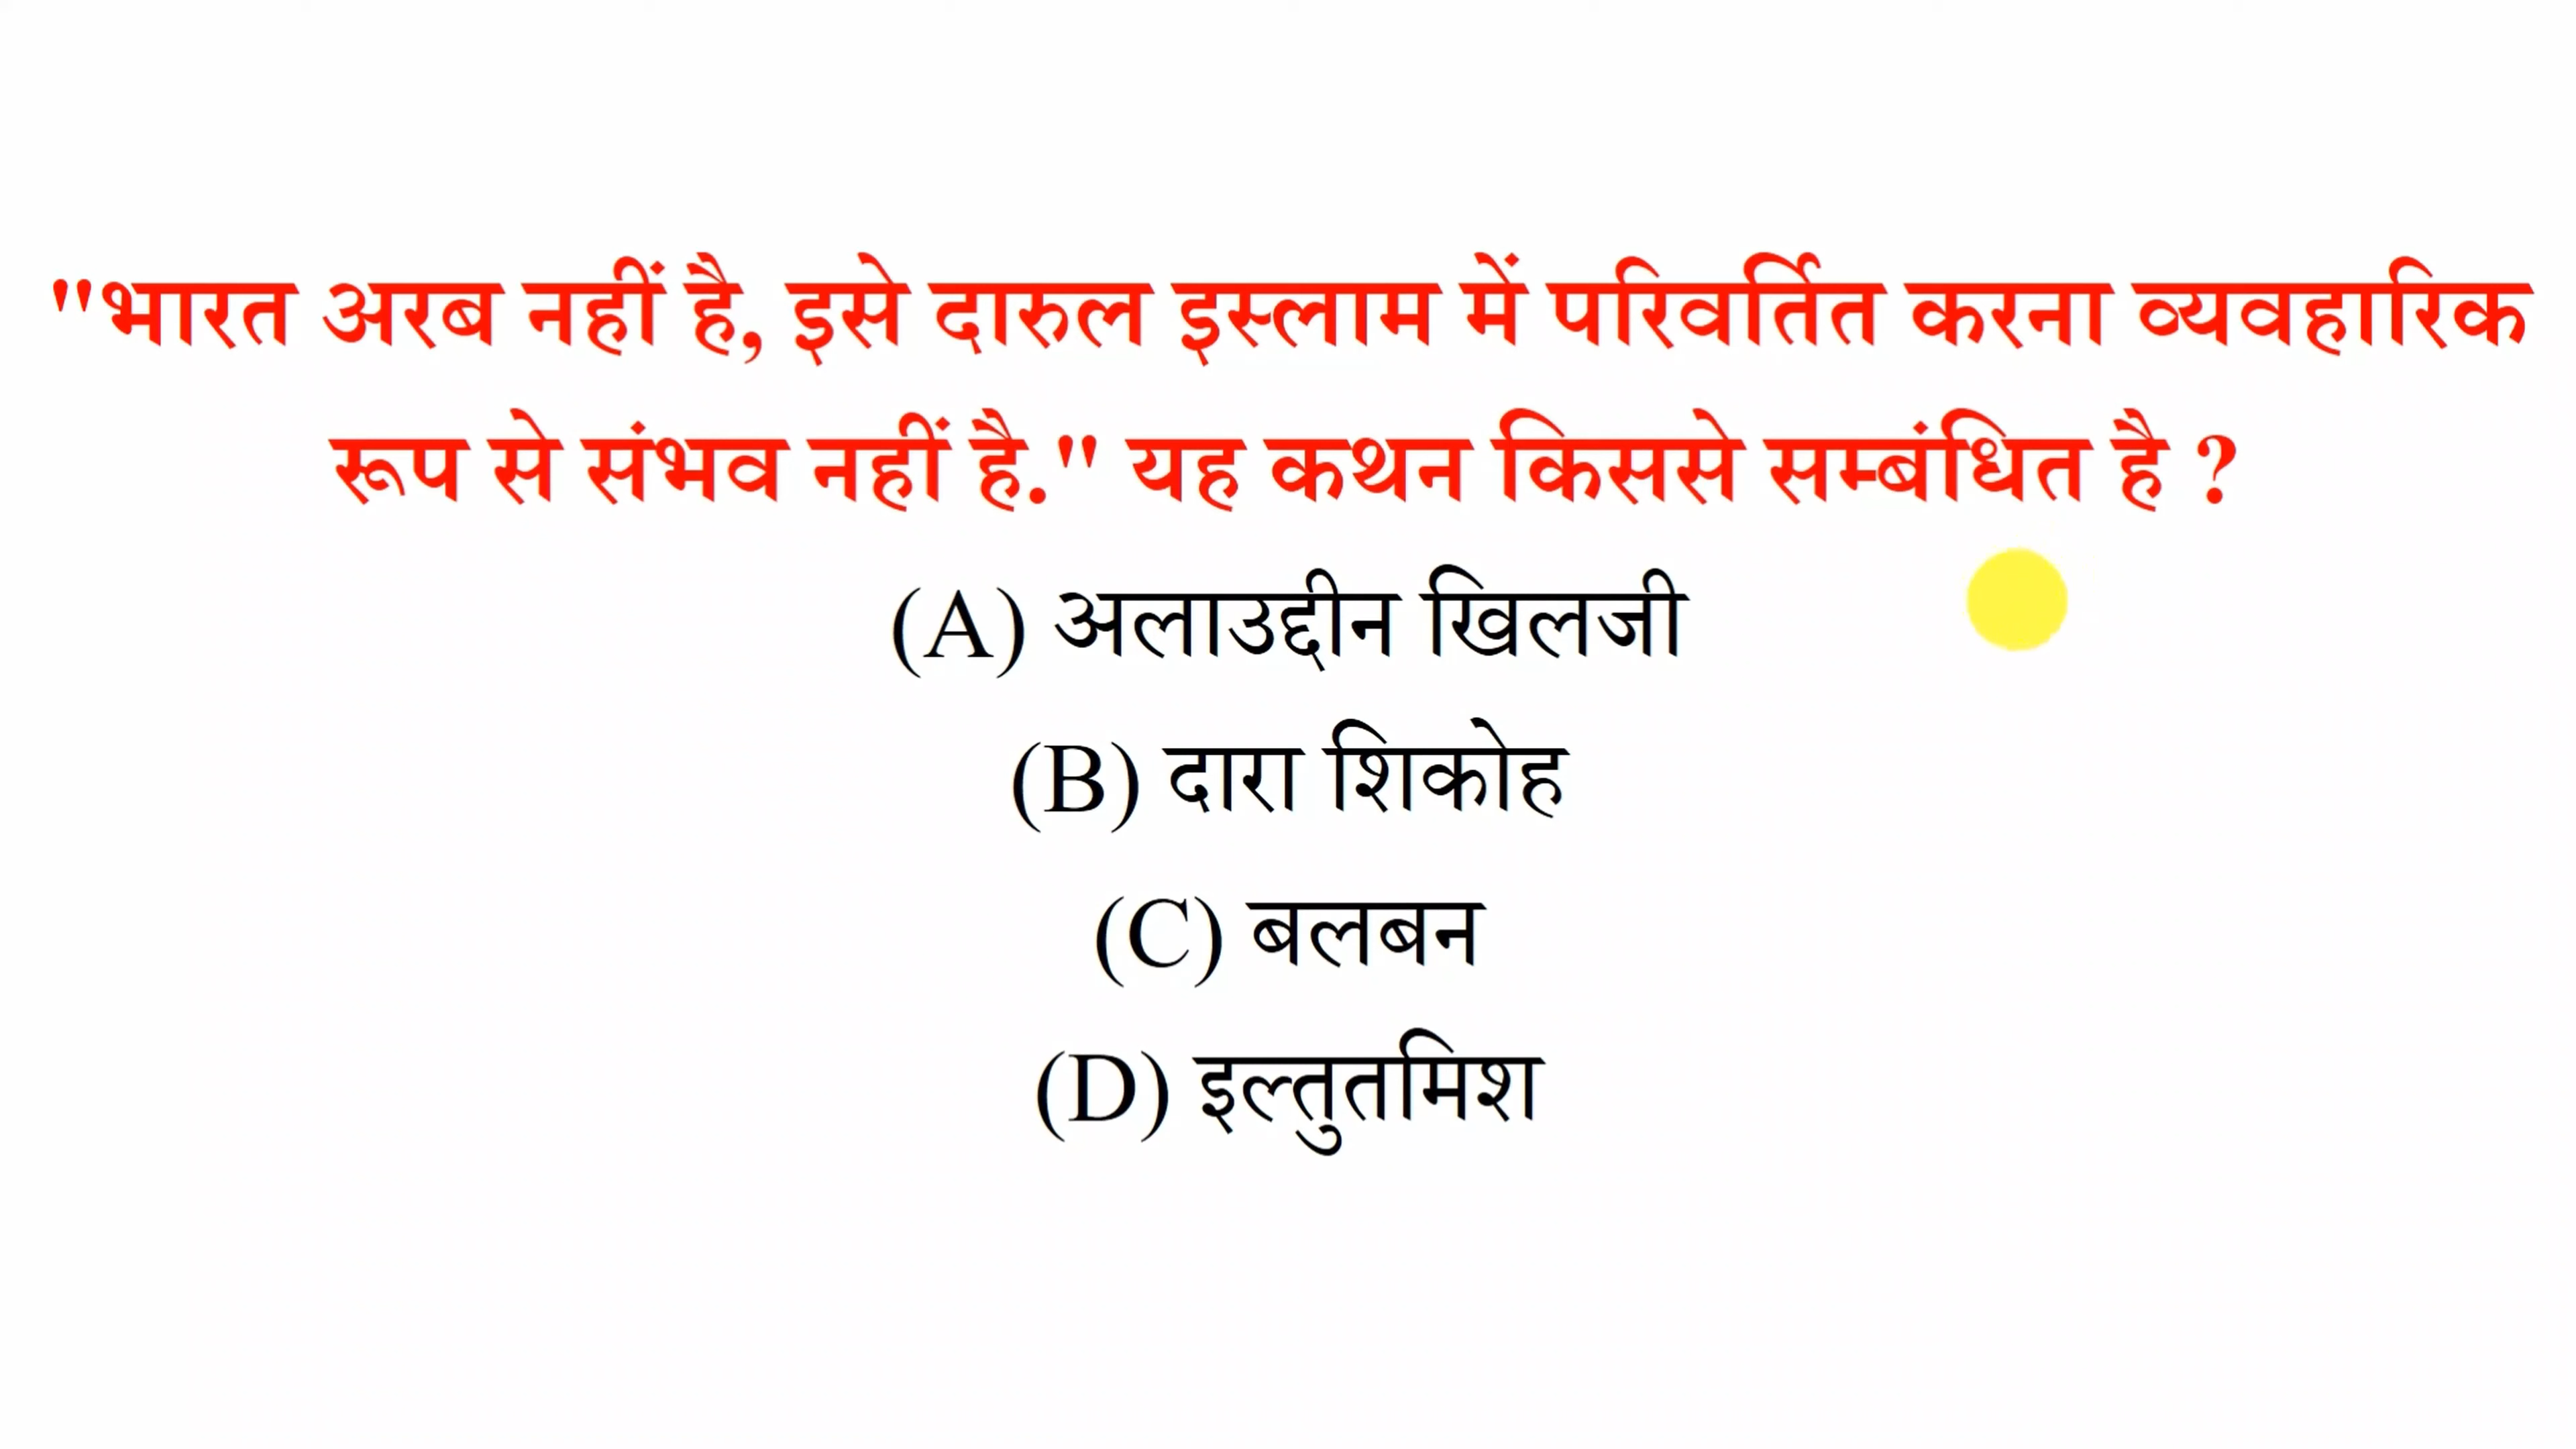 "भारत अरब नहीं है, इसे दारुल इस्लाम में परिवर्तित करना व्यवहारिक
रूप से संभव नहीं है." यह कथन किससे सम्बंधित है ?
(A) अलाउद्दीन खिलजी
(B) दारा शिकोह
(C) बलबन
(D) इल्तुतमिश